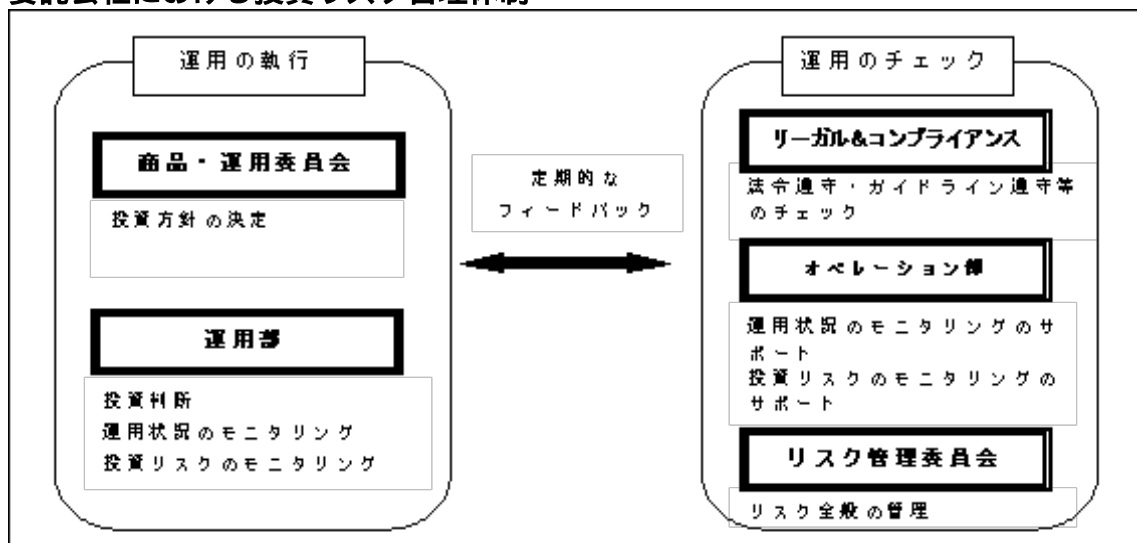 委託会社における投資リスク管理体制
運用の執行
商品・運用委員会
投資方針の決定
運用部
投資判断
運用状況のモニタリング
投資リスクのモニタリング
定期的な
フィードバック
運用のチェック
リーガル&コンプライアンス
法令遵守・ガイドライン遵守等
のチェック
オペレーション部
運用状況のモニタリングのサ
ポート
投資リスクのモニタリングの
サポート
リスク管理委員会
リスク全般の管理